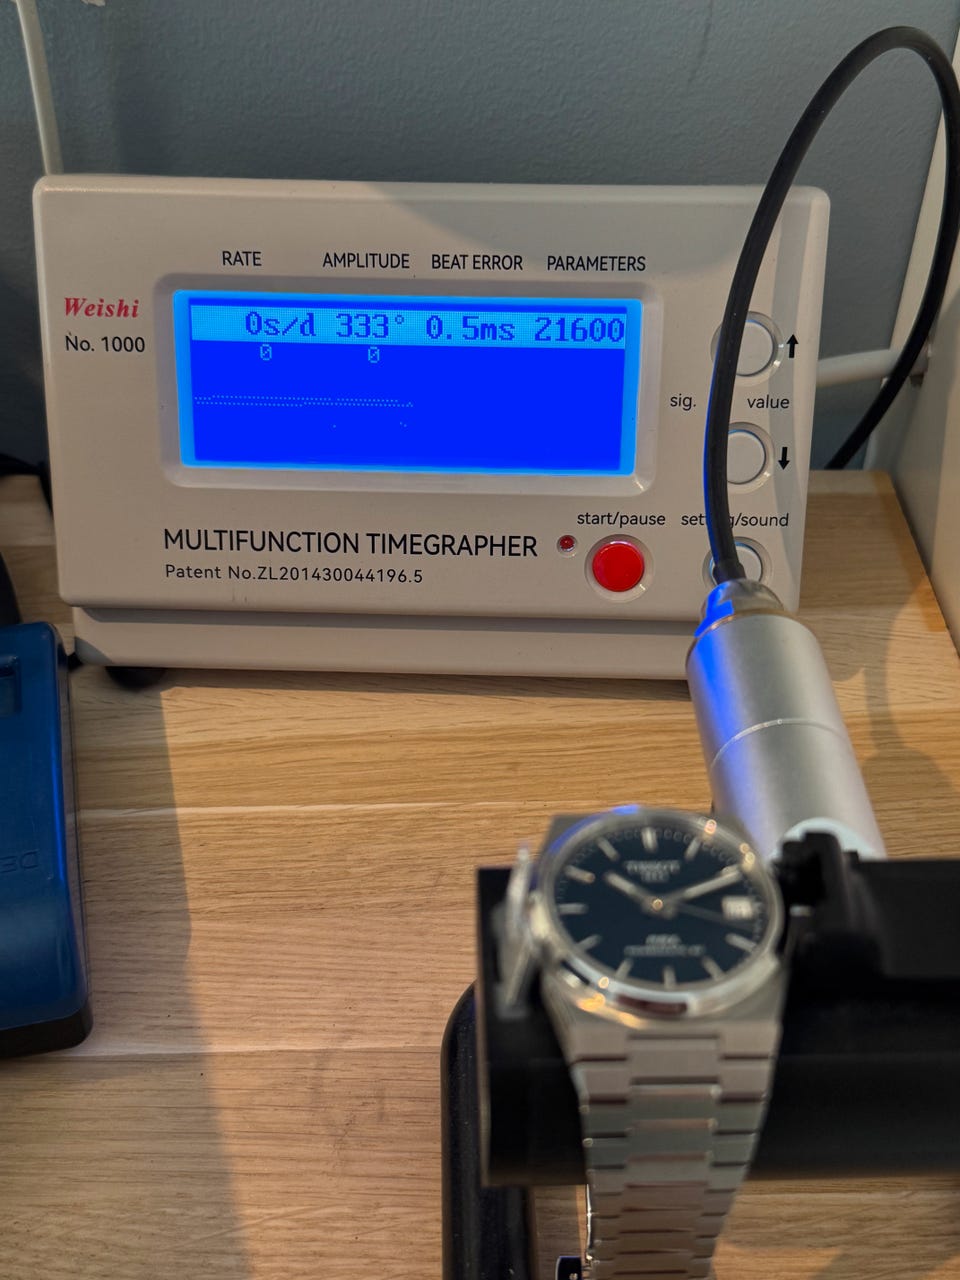 RATE AMPLITUDE BEAT ERROR PARAMETERS
Weishi
No. 1000
0s/d 333° 0.5ms 21600
0 0
sig. value
start/pause
MULTIFUNCTION TIMEGRAPHER
Patent No.ZL201430044196.5
TISSOT